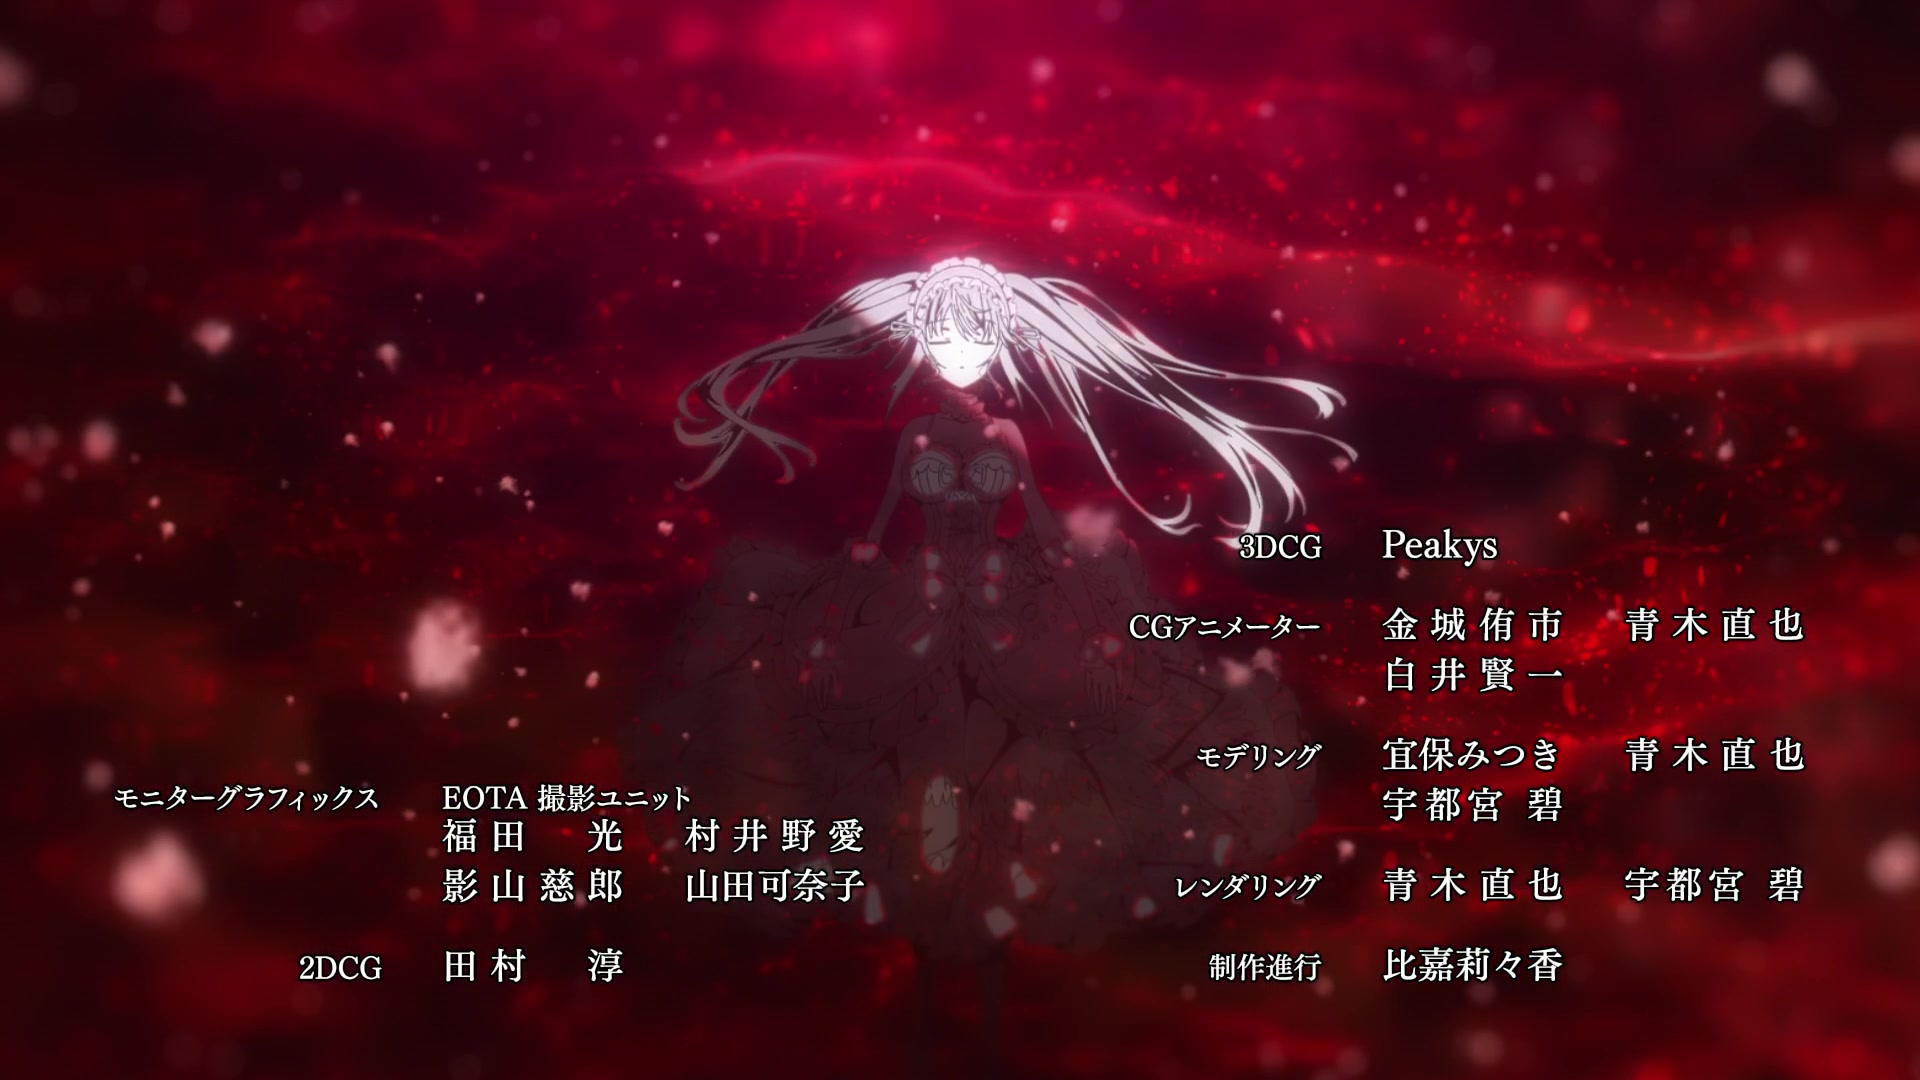 モニターグラフィックス EOTA 撮影ユニット
福田 光 村井野愛
影山慈郎 山田可奈子
2DCG 田村 淳
3DCG Peakys
CGアニメーター 金城侑市 青木直也
白井賢一
モデリング 宜保みつき 青木直也
宇都宮 碧
レンダリング 青木直也 宇都宮 碧
制作進行 比嘉莉々香